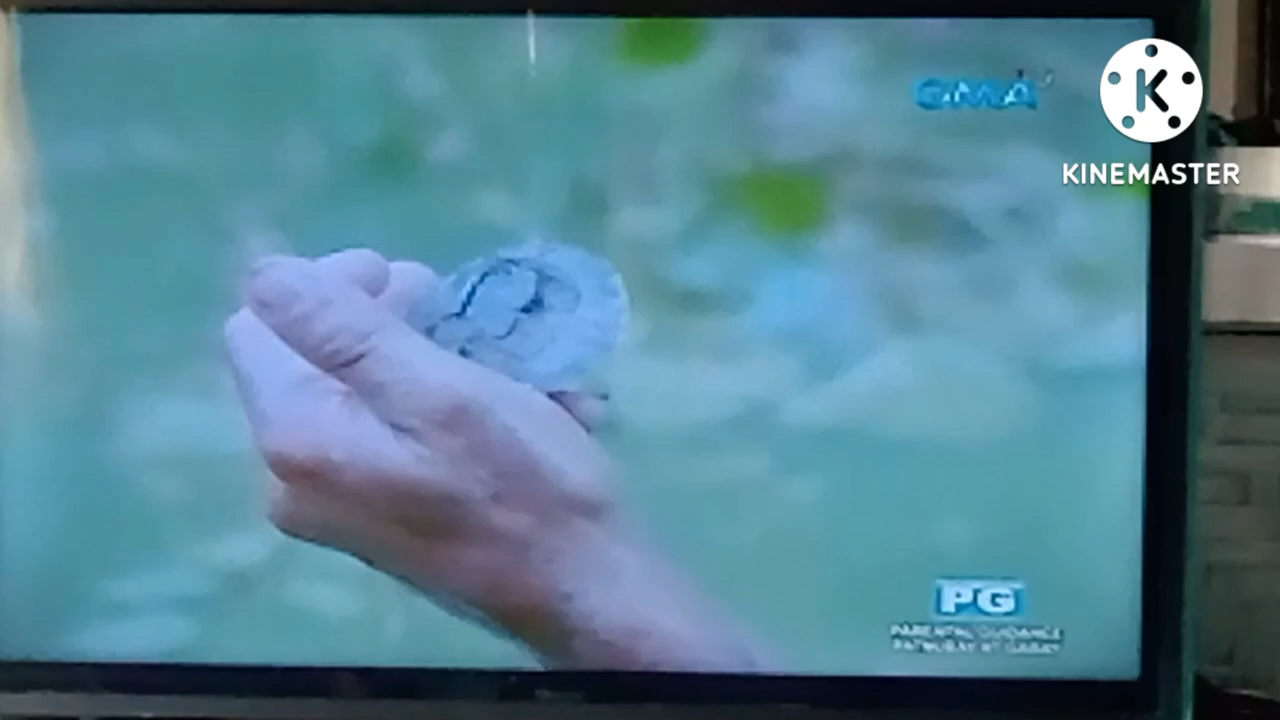 GMA
K
KINEMASTER
PG
PARENTAL GUIDANCE
PATNUBAY AT GABAY